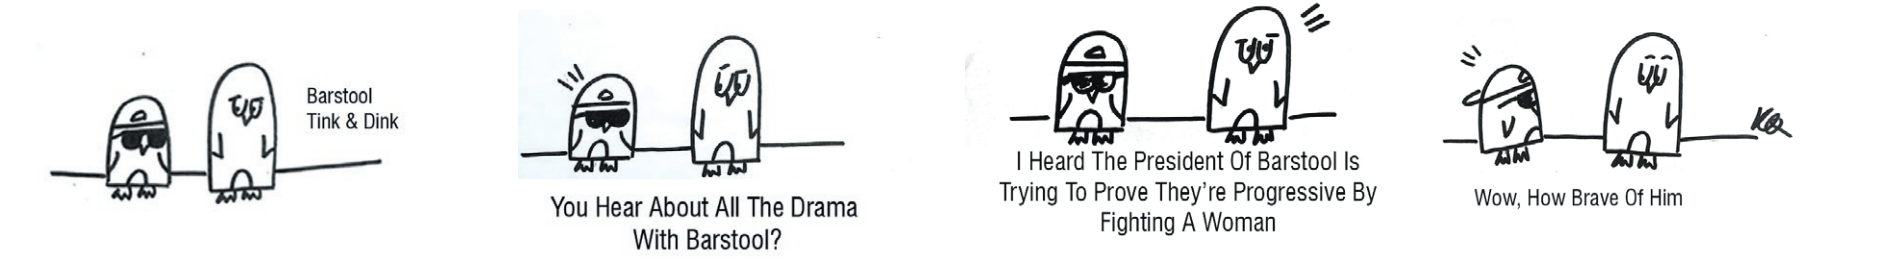 Barstool
Tink & Dink
You Hear About All The Drama
With Barstool?
I Heard The President Of Barstool Is
Trying To Prove They're Progressive By
Fighting A Woman
Wow, How Brave Of Him